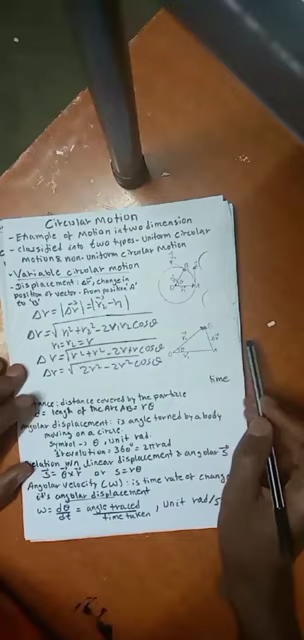 Circular Motion
- Example of Motion in two dimension
- classified into two types - Uniform circular
motion & non-uniform circular motion
- Variable circular motion
- Displacement: Δr, change in
position of vector from position 'A'
to 'B'
Δr = |Δr⃗| = |r₂ - r₁|
Δr = √r₁² + r₂² - 2r₁r₂ cosθ
r₁ = r₂ = r
Δr = √r² + r² - 2r×r cosθ
Δr = √2r² - 2r² cosθ
time
distance covered by the particle
length of the Arc AB = rθ
Angular displacement: is angle turned by a body
moving on a circle.
Symbol → θ, unit rad.
1 revolution = 360° = 2π rad
Relation w/n linear displacement & angular
S⃗ = θ⃗ × r⃗ or S = rθ
Angular velocity (ω): is time rate of change
angular displacement
ω = dθ/dt = angle traced / time taken, Unit rad/s